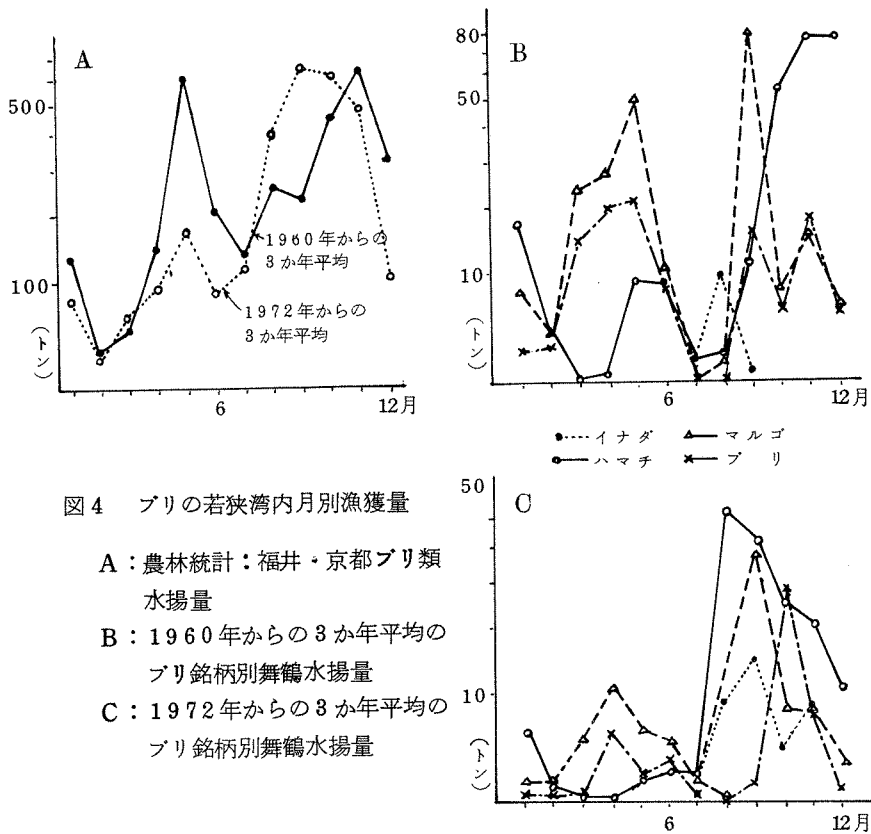 A
500
100
(トン)
1960年からの
3か年平均
1972年からの
3か年平均
6
12月
B
80
50
10
(トン)
6
12月
イナダ
マルゴ
ハマチ
ブリ
C
50
10
(トン)
6
12月
図4 ブリの若狭湾内月別漁獲量
A：農林統計：福井・京都ブリ類
水揚量
B：1960年からの3か年平均の
ブリ銘柄別舞鶴水揚量
C：1972年からの3か年平均の
ブリ銘柄別舞鶴水揚量